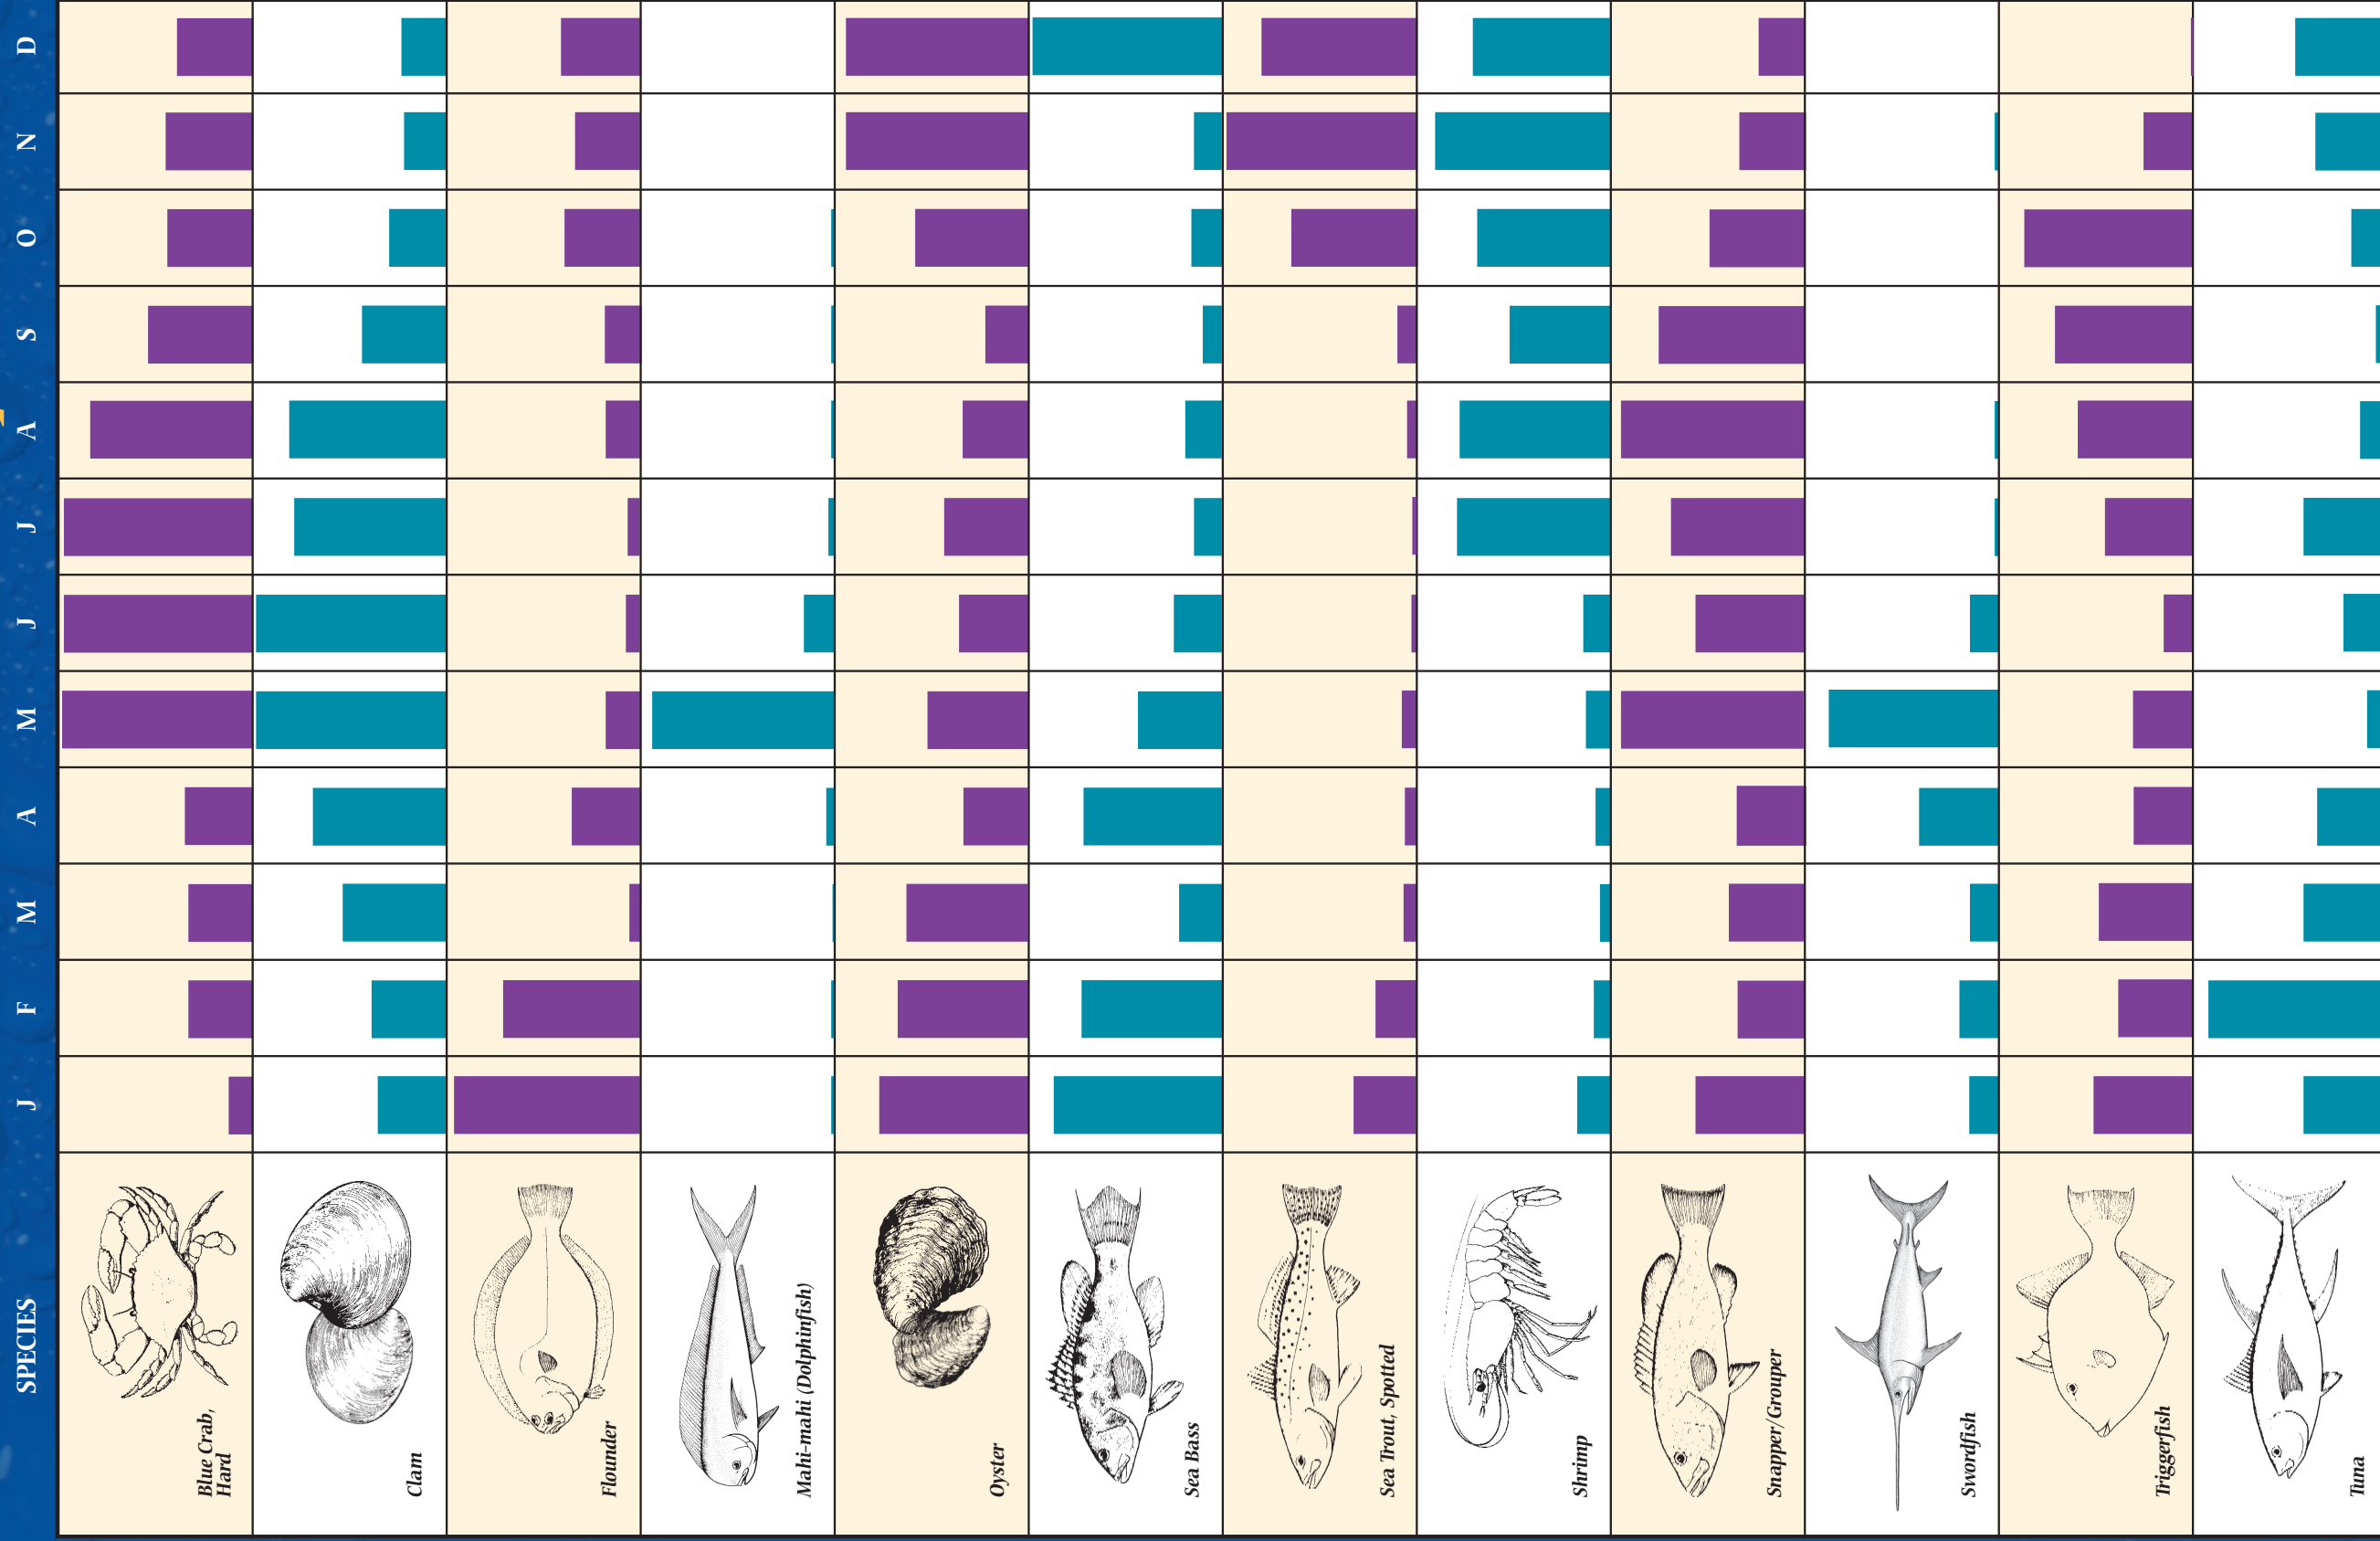 SPECIES J F M A M J J A S O N D
Blue Crab,
Hard
Clam
Flounder
Mahi-mahi (Dolphinfish)
Oyster
Sea Bass
Sea Trout, Spotted
Shrimp
Snapper/Grouper
Swordfish
Triggerfish
Tuna